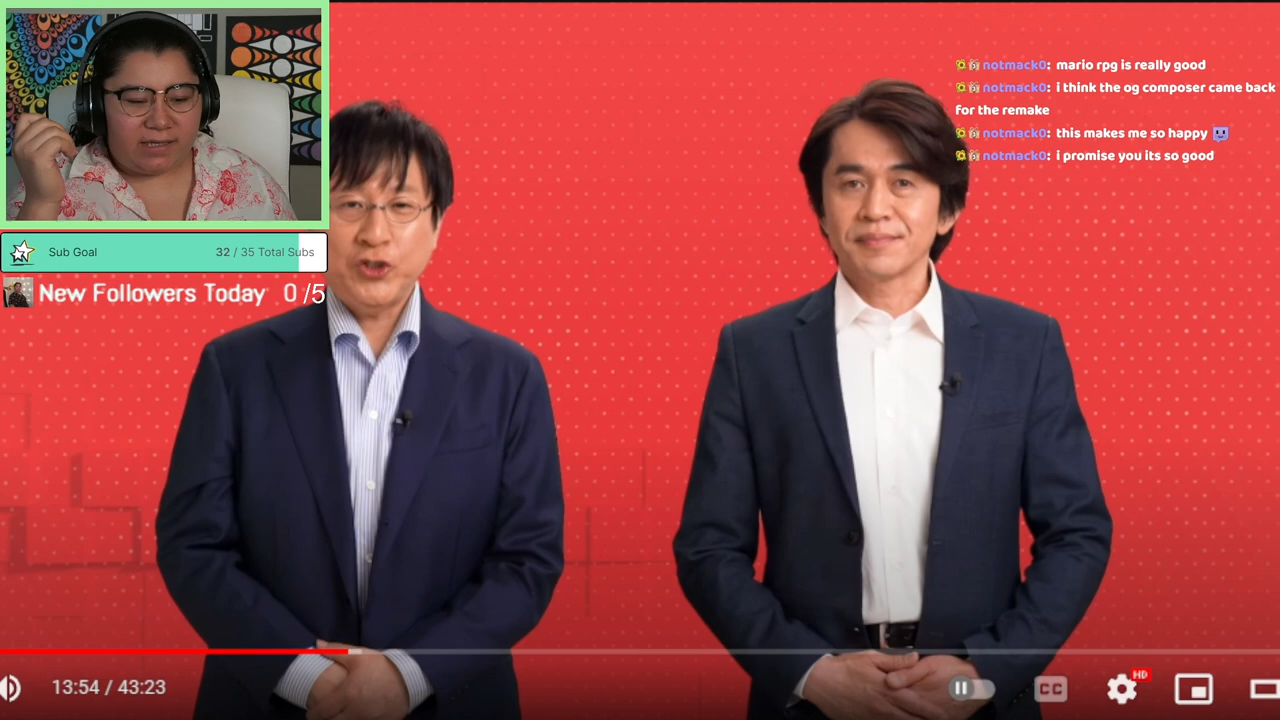 notmack0: mario rpg is really good
notmack0: i think the og composer came back
for the remake
notmack0: this makes me so happy
notmack0: i promise you its so good
Sub Goal 32 / 35 Total Subs
New Followers Today 0 /5
13:54 / 43:23
CC
HD